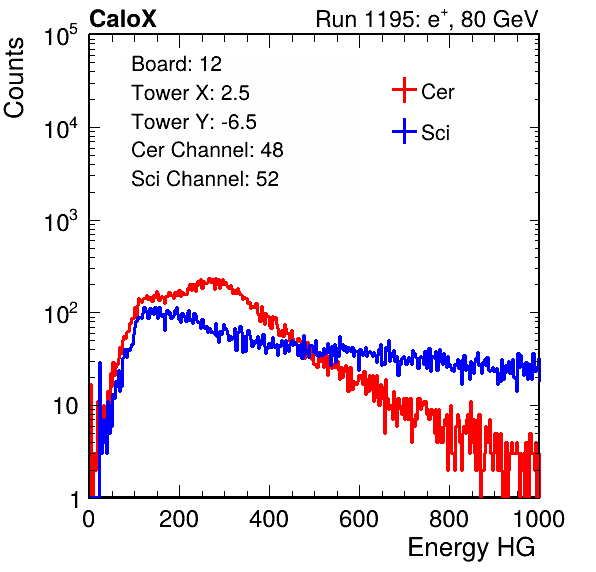 CaloX Run 1195: e⁺, 80 GeV
Counts
Board: 12
Tower X: 2.5
Tower Y: -6.5
Cer Channel: 48
Sci Channel: 52
Cer
Sci
10⁵
10⁴
10³
10²
10
1
0 200 400 600 800 1000
Energy HG